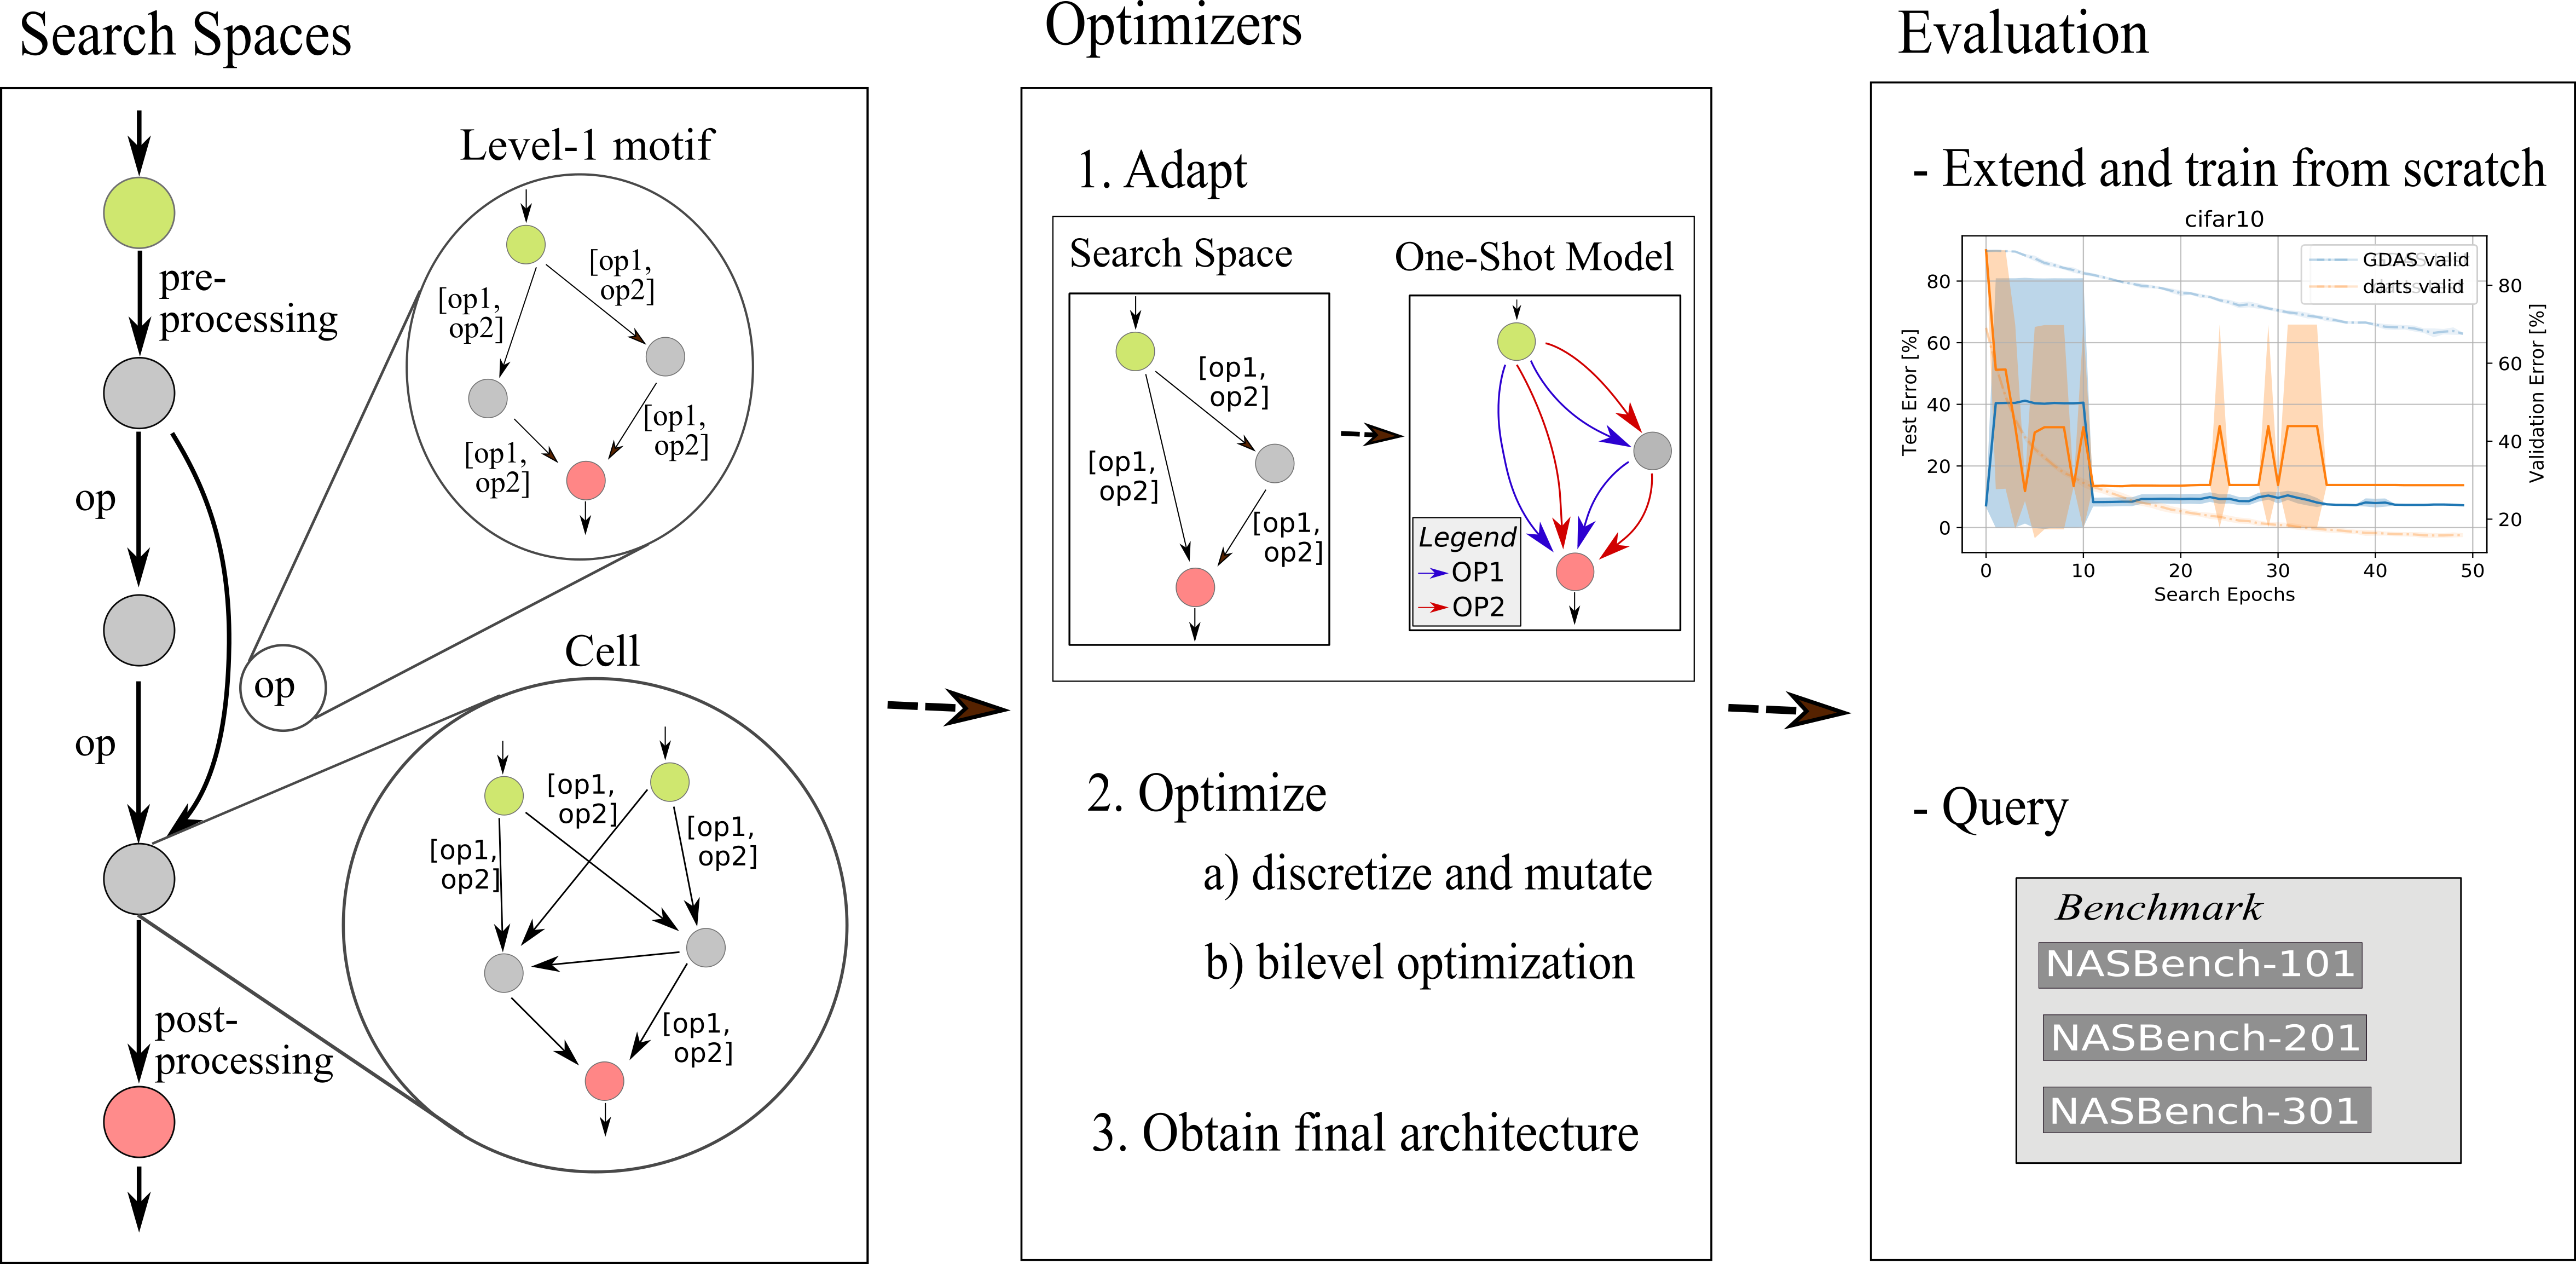 Search Spaces
pre-
processing
op
op
post-
processing
op
Level-1 motif
[op1,
op2]
[op1,
op2]
[op1,
op2]
[op1,
op2]
Cell
[op1,
op2]
[op1,
op2]
[op1,
op2]
[op1,
op2]
Optimizers
1. Adapt
Search Space
[op1,
op2]
[op1,
op2]
[op1,
op2]
One-Shot Model
Legend
OP1
OP2
2. Optimize
a) discretize and mutate
b) bilevel optimization
3. Obtain final architecture
Evaluation
- Extend and train from scratch
cifar10
GDAS valid
darts valid
Test Error [%]
80
60
40
20
0
Validation Error [%]
80
60
40
20
0 10 20 30 40 50
Search Epochs
- Query
Benchmark
NASBench-101
NASBench-201
NASBench-301